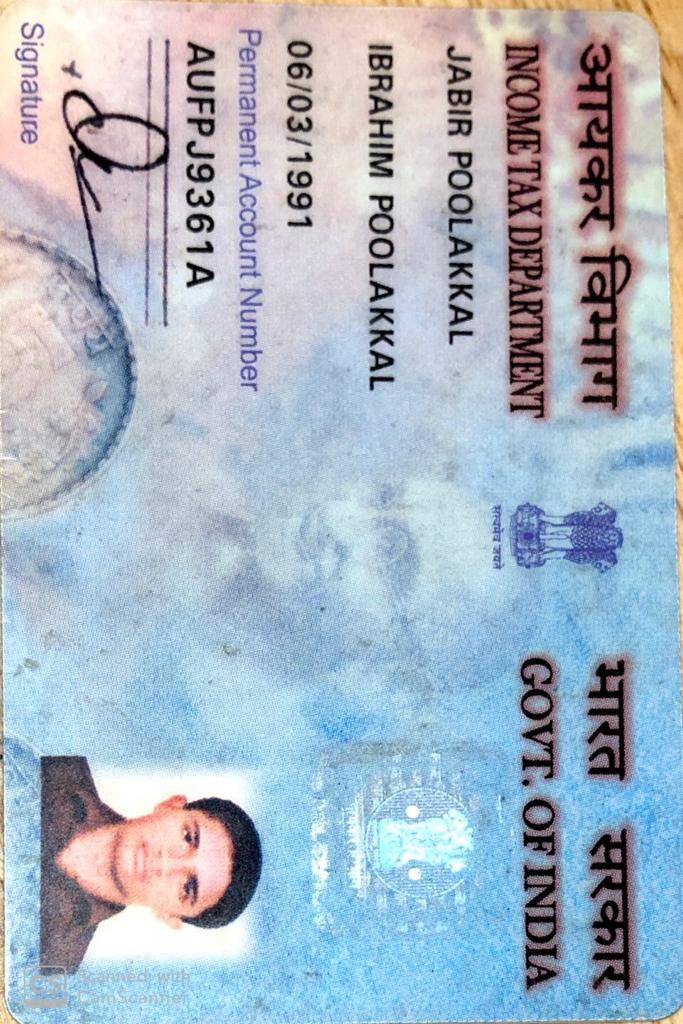 आयकर विभाग
INCOME TAX DEPARTMENT
भारत सरकार
GOVT. OF INDIA
सत्यमेव जयते
JABIR POOLAKKAL
IBRAHIM POOLAKKAL
06/03/1991
Permanent Account Number
AUFPJ9361A
Signature
CS Scanned with
CamScanner